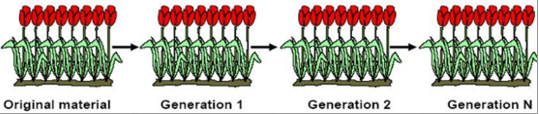 Original material
Generation 1
Generation 2
Generation N